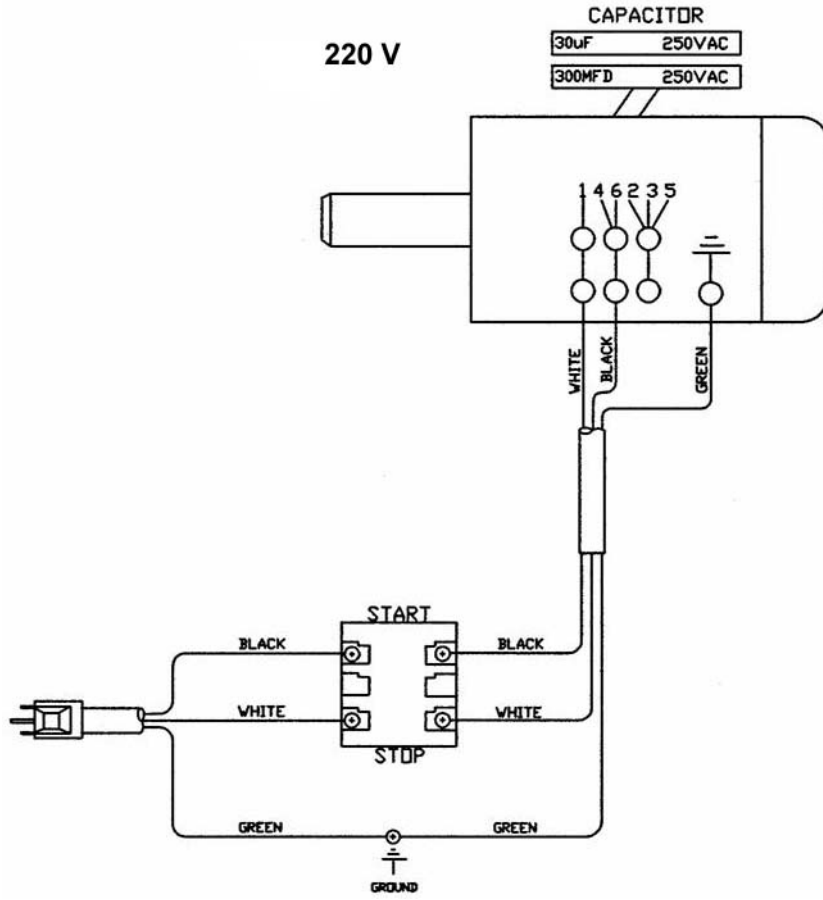 CAPACITOR
220 V
30uF 250VAC
300MFD 250VAC
1 4 6 2 3 5
WHITE
BLACK
GREEN
START
BLACK
BLACK
WHITE
WHITE
STOP
GREEN
GREEN
GROUND